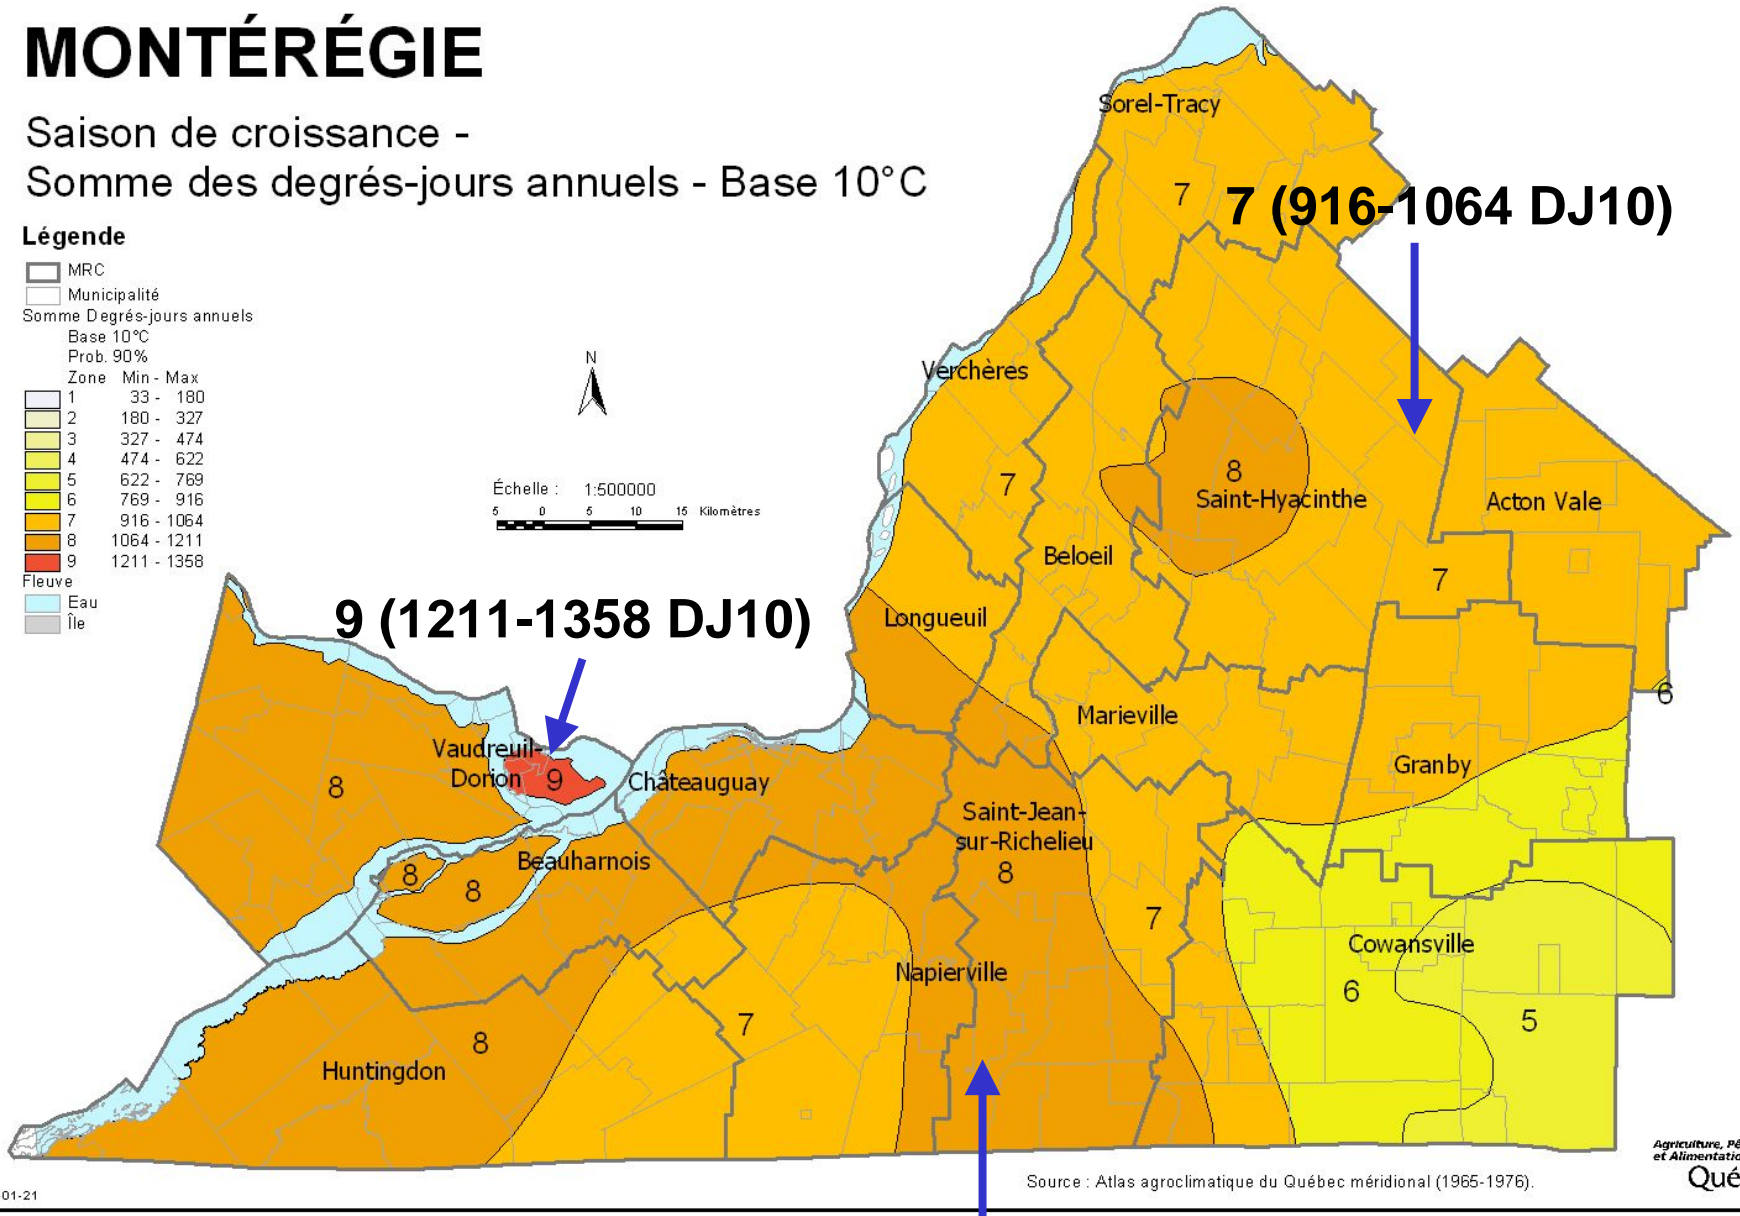 MONTÉRÉGIE
Saison de croissance -
Somme des degrés-jours annuels - Base 10°C
Légende
MRC
Municipalité
Somme Degrés-jours annuels
Base 10°C
Prob. 90%
Zone Min - Max
1 33 - 180
2 180 - 327
3 327 - 474
4 474 - 622
5 622 - 769
6 769 - 916
7 916 - 1064
8 1064 - 1211
9 1211 - 1358
Fleuve
Eau
Île
N
Échelle : 1:500000
5 0 5 10 15 Kilomètres
Sorel-Tracy
7
7 (916-1064 DJ10)
Verchères
7
8
Saint-Hyacinthe
Acton Vale
Beloeil
7
9 (1211-1358 DJ10)
Longueuil
6
Marieville
Vaudreuil-
Dorion
9
Châteauguay
Granby
8
Saint-Jean-
sur-Richelieu
8
Beauharnois
8
8
7
Cowansville
Napierville
6
5
7
8
Huntingdon
Source : Atlas agroclimatique du Québec méridional (1965-1976).
Agriculture, Pê
et Alimentatio
Qué
-01-21